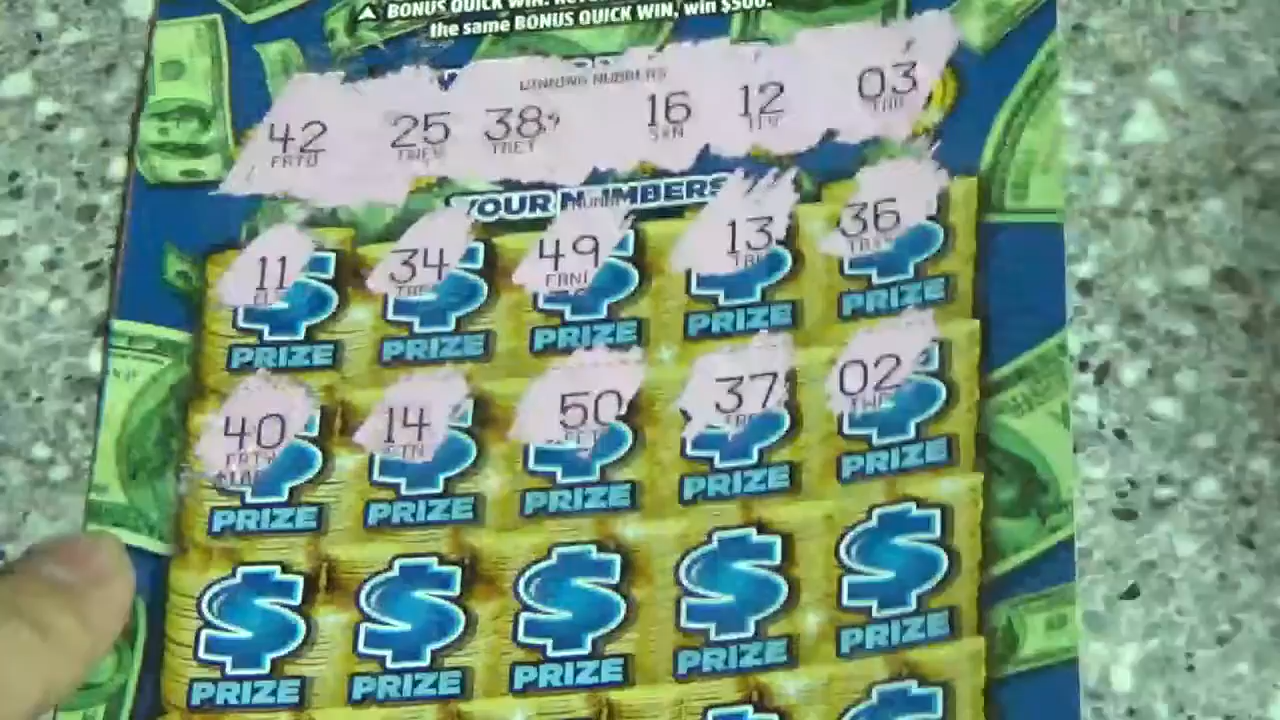 BONUS QUICK WIN:
the same BONUS QUICK WIN, win $500.
WINNING NUMBERS
42 25 38 16 12 03
YOUR NUMBERS
11 34 49 13 36
PRIZE PRIZE PRIZE PRIZE PRIZE
40 14 50 37 02
PRIZE PRIZE PRIZE PRIZE PRIZE
$ $ $ $ $
PRIZE PRIZE PRIZE PRIZE PRIZE